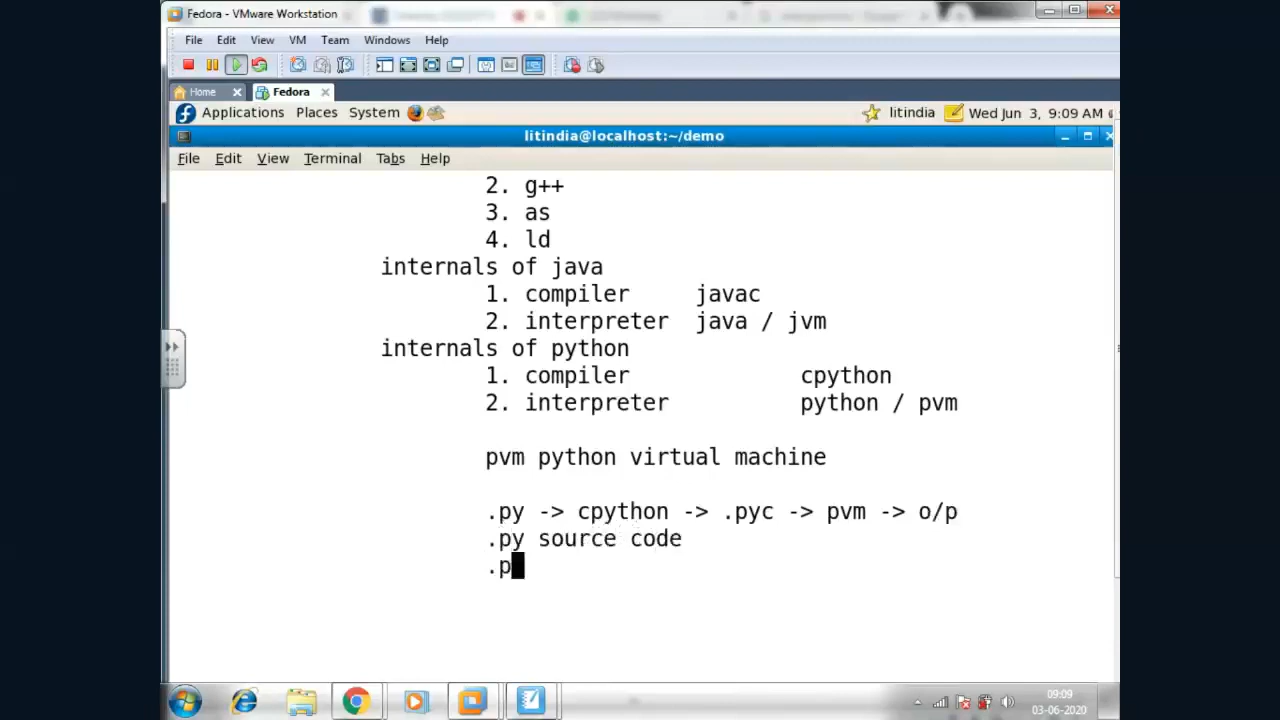 Fedora - VMware Workstation
File Edit View VM Team Windows Help
Home Fedora
Applications Places System litindia Wed Jun 3, 9:09 AM
litindia@localhost:~/demo
File Edit View Terminal Tabs Help
2. g++
3. as
4. ld
internals of java
1. compiler javac
2. interpreter java / jvm
internals of python
1. compiler cpython
2. interpreter python / pvm
pvm python virtual machine
.py -> cpython -> .pyc -> pvm -> o/p
.py source code
.p
09:09
03-06-2020